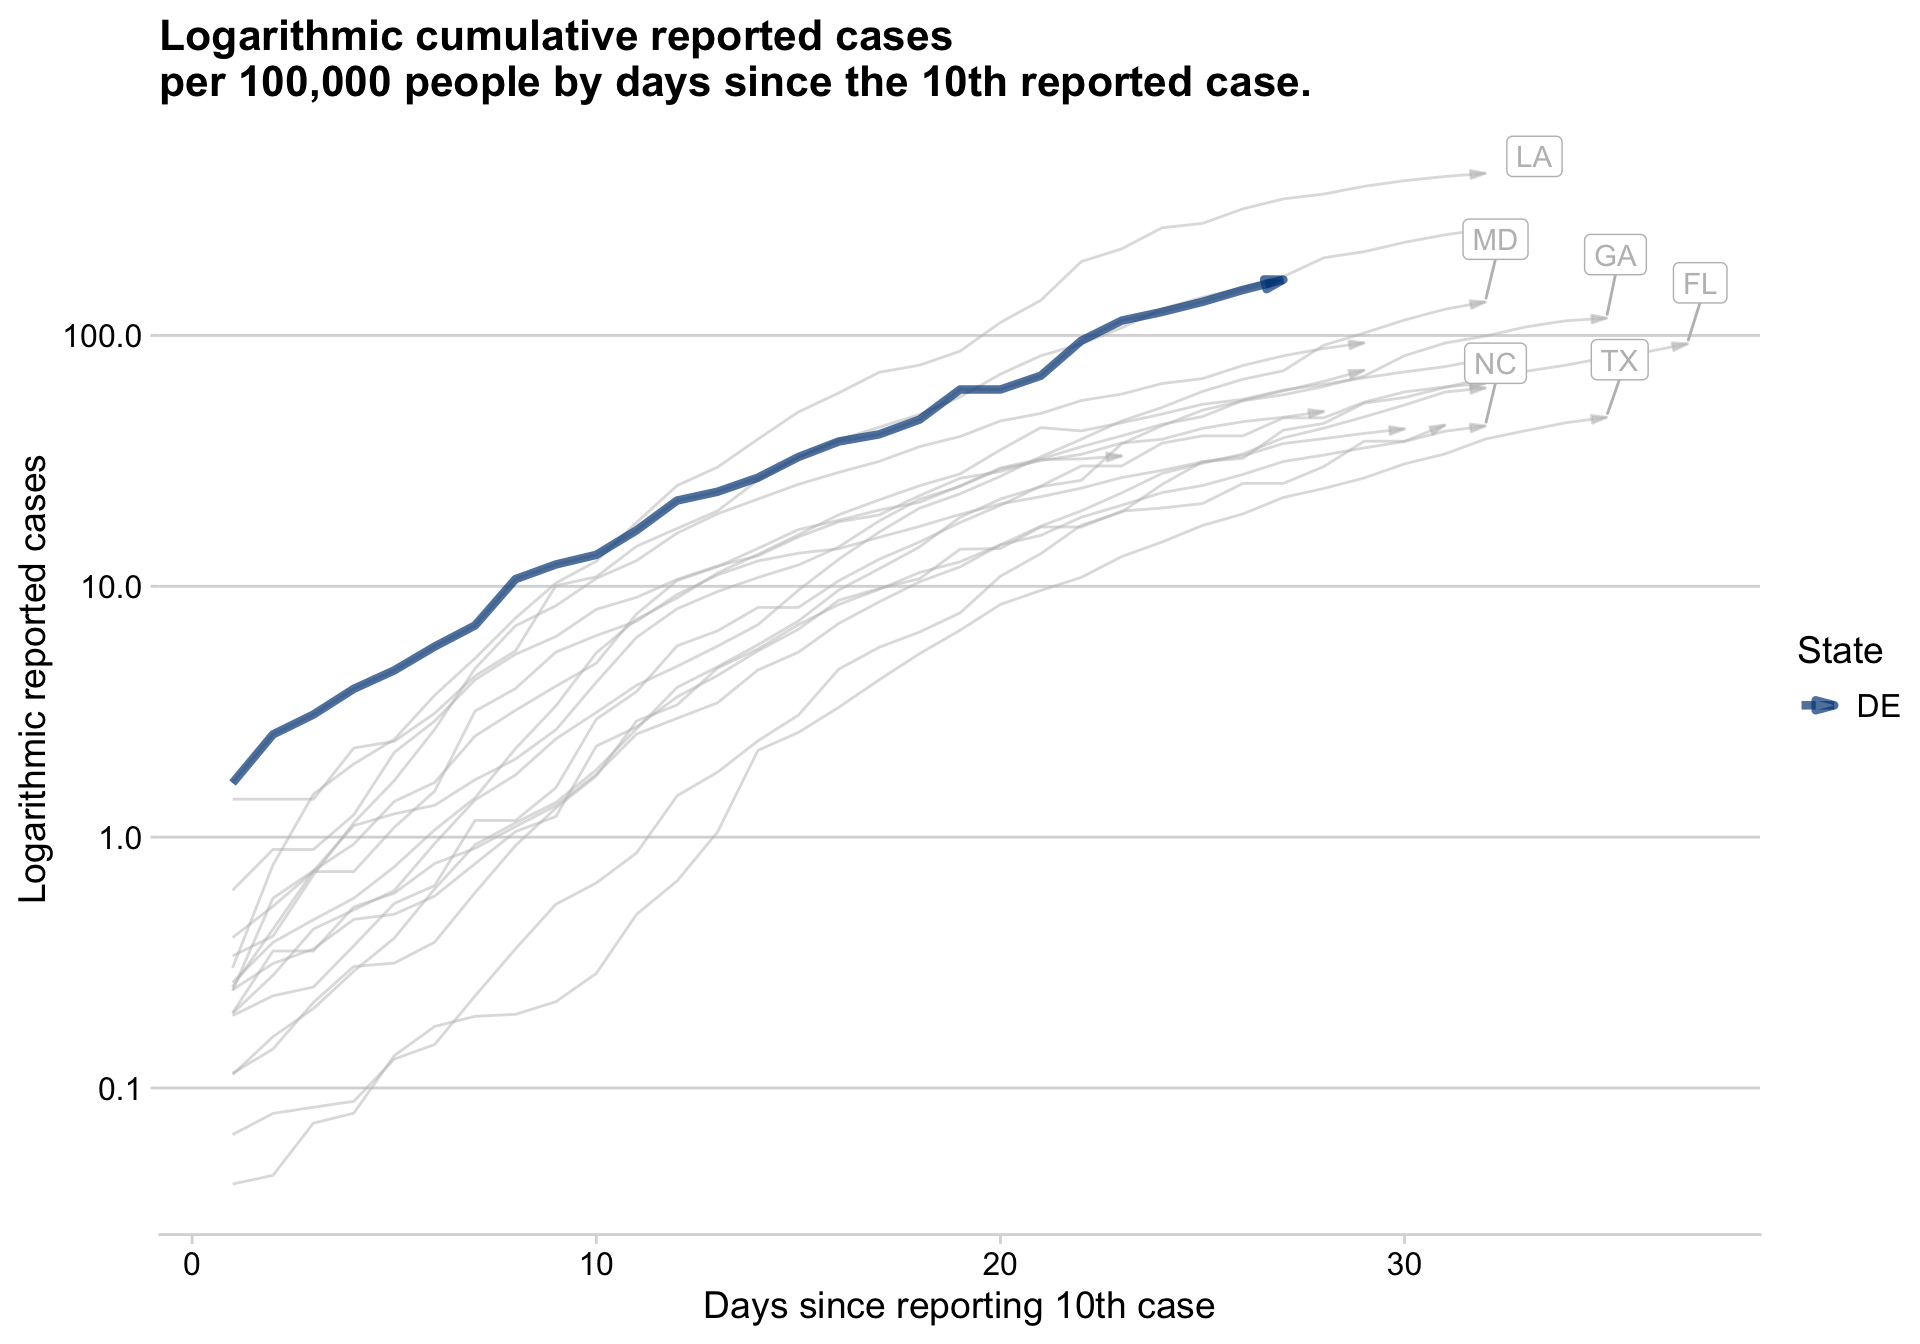 Logarithmic cumulative reported cases
per 100,000 people by days since the 10th reported case.
LA
MD
GA
FL
NC
TX
100.0
10.0
1.0
0.1
Logarithmic reported cases
State
DE
0
10
20
30
Days since reporting 10th case